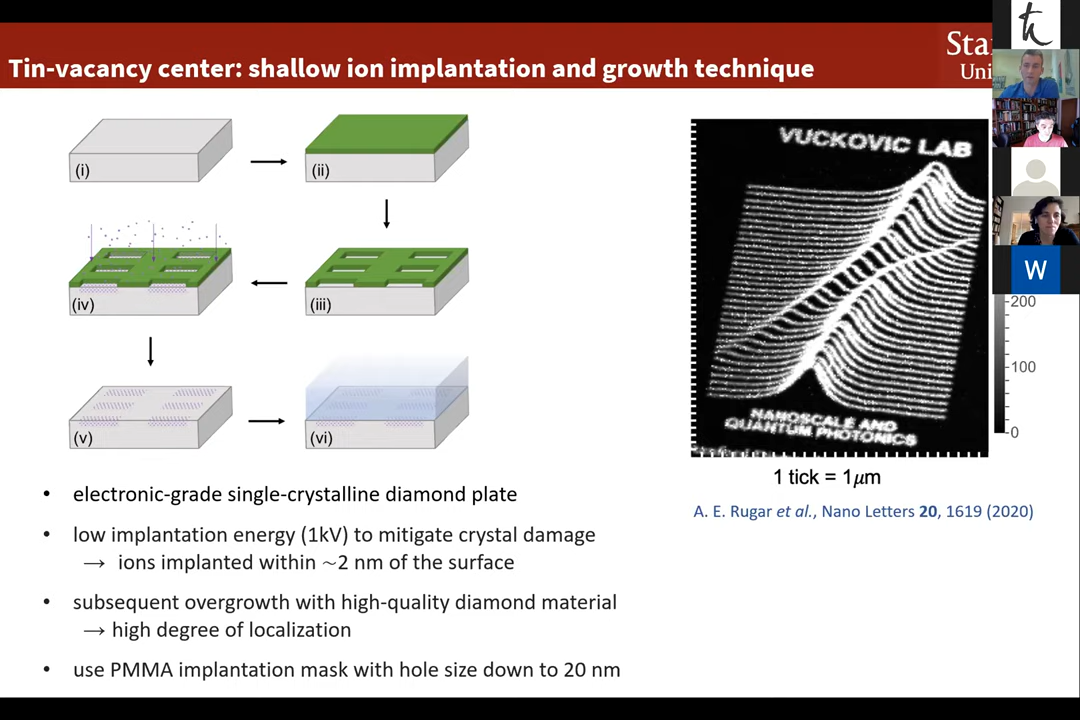 Tin-vacancy center: shallow ion implantation and growth technique
(i)
(ii)
(iii)
(iv)
(v)
(vi)
VUCKOVIC LAB
NANOSCALE AND
QUANTUM PHOTONICS
200
100
0
1 tick = 1μm
A. E. Rugar et al., Nano Letters 20, 1619 (2020)
• electronic-grade single-crystalline diamond plate
• low implantation energy (1kV) to mitigate crystal damage
→ ions implanted within ~2 nm of the surface
• subsequent overgrowth with high-quality diamond material
→ high degree of localization
• use PMMA implantation mask with hole size down to 20 nm
W